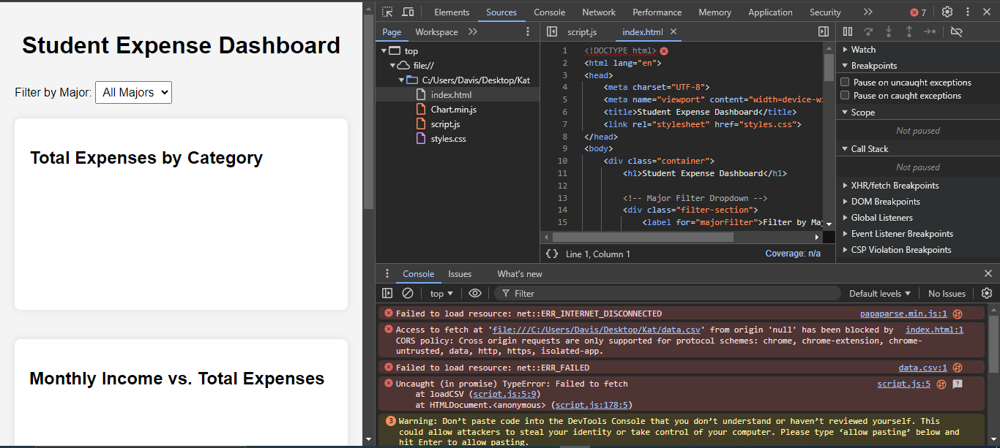 Student Expense Dashboard
Filter by Major: All Majors
Total Expenses by Category
Monthly Income vs. Total Expenses
Elements Sources Console Network Performance Memory Application Security 7
Page Workspace
top
file://
C:/Users/Davis/Desktop/Kat
index.html
Chart.min.js
script.js
styles.css
script.js index.html
1 <!DOCTYPE html>
2 <html lang="en">
3 <head>
4 <meta charset="UTF-8">
5 <meta name="viewport" content="width=device-wi
6 <title>Student Expense Dashboard</title>
7 <link rel="stylesheet" href="styles.css">
8 </head>
9 <body>
10 <div class="container">
11 <h1>Student Expense Dashboard</h1>
12
13 <!-- Major Filter Dropdown -->
14 <div class="filter-section">
15 <label for="majorFilter">Filter by Maj
{} Line 1, Column 1 Coverage: n/a
Watch
Breakpoints
Pause on uncaught exceptions
Pause on caught exceptions
Scope
Not paused
Call Stack
Not paused
XHR/fetch Breakpoints
DOM Breakpoints
Global Listeners
Event Listener Breakpoints
CSP Violation Breakpoints
Console Issues What's new
top Filter Default levels No Issues
Failed to load resource: net::ERR_INTERNET_DISCONNECTED papaparse.min.js:1
Access to fetch at 'file:///C:/Users/Davis/Desktop/Kat/data.csv' from origin 'null' has been blocked by index.html:1
CORS policy: Cross origin requests are only supported for protocol schemes: chrome, chrome-extension, chrome-
untrusted, data, http, https, isolated-app.
Failed to load resource: net::ERR_FAILED data.csv:1
Uncaught (in promise) TypeError: Failed to fetch script.js:5
at loadCSV (script.js:5:9)
at HTMLDocument.<anonymous> (script.js:178:5)
3 Warning: Don’t paste code into the DevTools Console that you don’t understand or haven’t reviewed yourself. This
could allow attackers to steal your identity or take control of your computer. Please type ‘allow pasting’ below and
hit Enter to allow pasting.